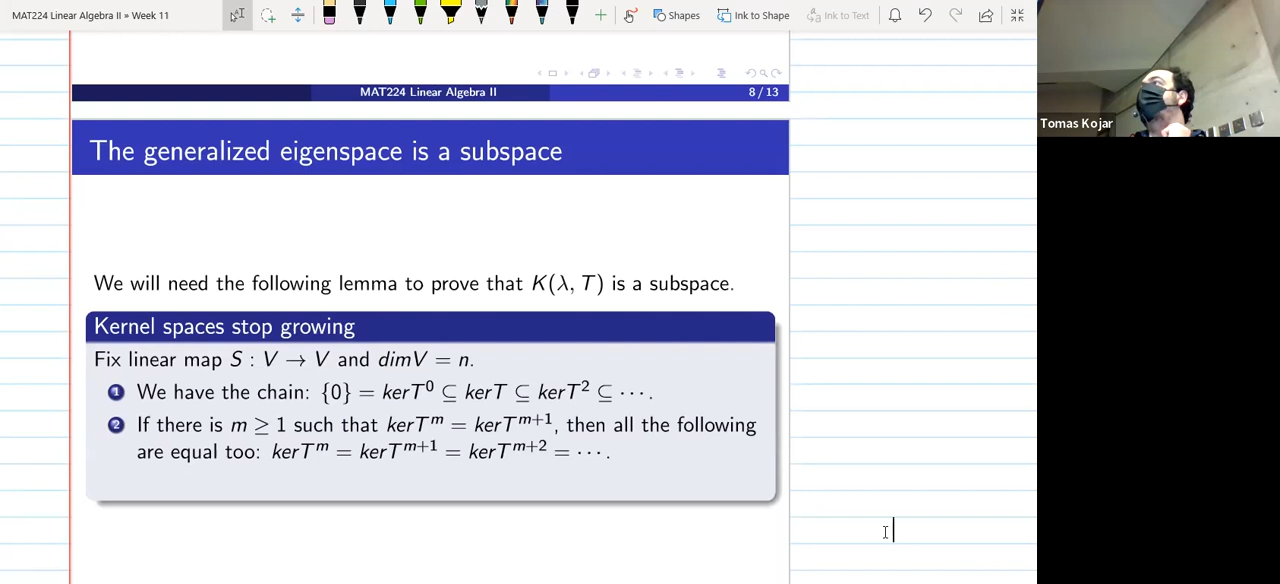 MAT224 Linear Algebra II » Week 11
Shapes
Ink to Shape
Ink to Text
MAT224 Linear Algebra II
8 / 13
Tomas Kojar
The generalized eigenspace is a subspace
We will need the following lemma to prove that K(λ, T) is a subspace.
Kernel spaces stop growing
Fix linear map S : V → V and dimV = n.
1 We have the chain: {0} = kerT⁰ ⊆ kerT ⊆ kerT² ⊆ ⋯.
2 If there is m ≥ 1 such that kerTᵐ = kerTᵐ⁺¹, then all the following
are equal too: kerTᵐ = kerTᵐ⁺¹ = kerTᵐ⁺² = ⋯.